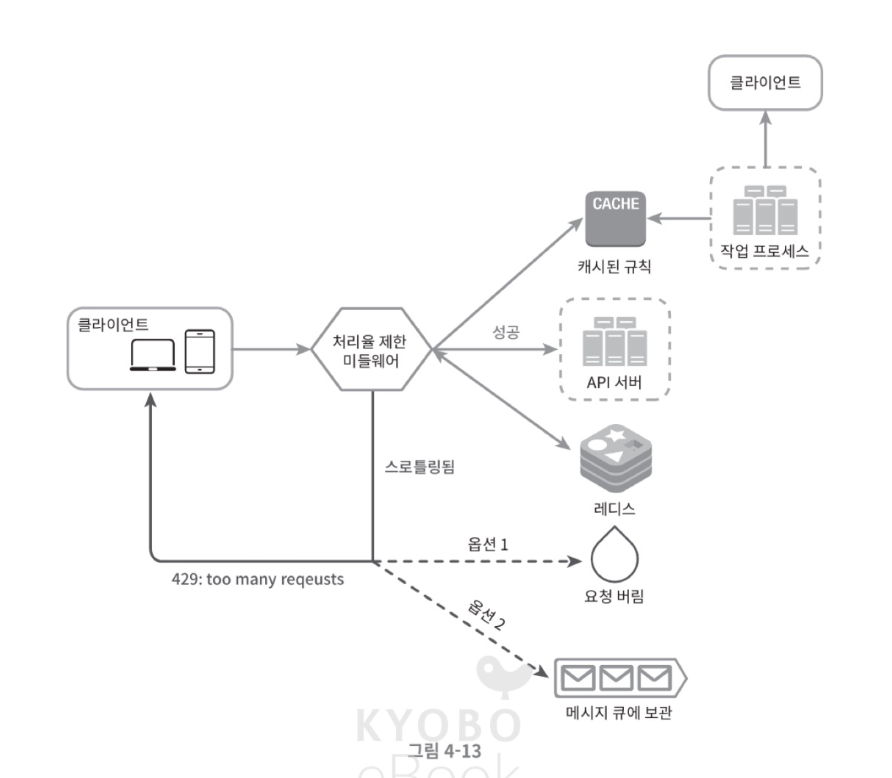 클라이언트
CACHE
캐시된 규칙
작업 프로세스
클라이언트
처리율 제한
미들웨어
성공
API 서버
스로틀링됨
레디스
옵션 1
429: too many reqeusts
요청 버림
옵션 2
메시지 큐에 보관
KYOBO
그림 4-13
eBook